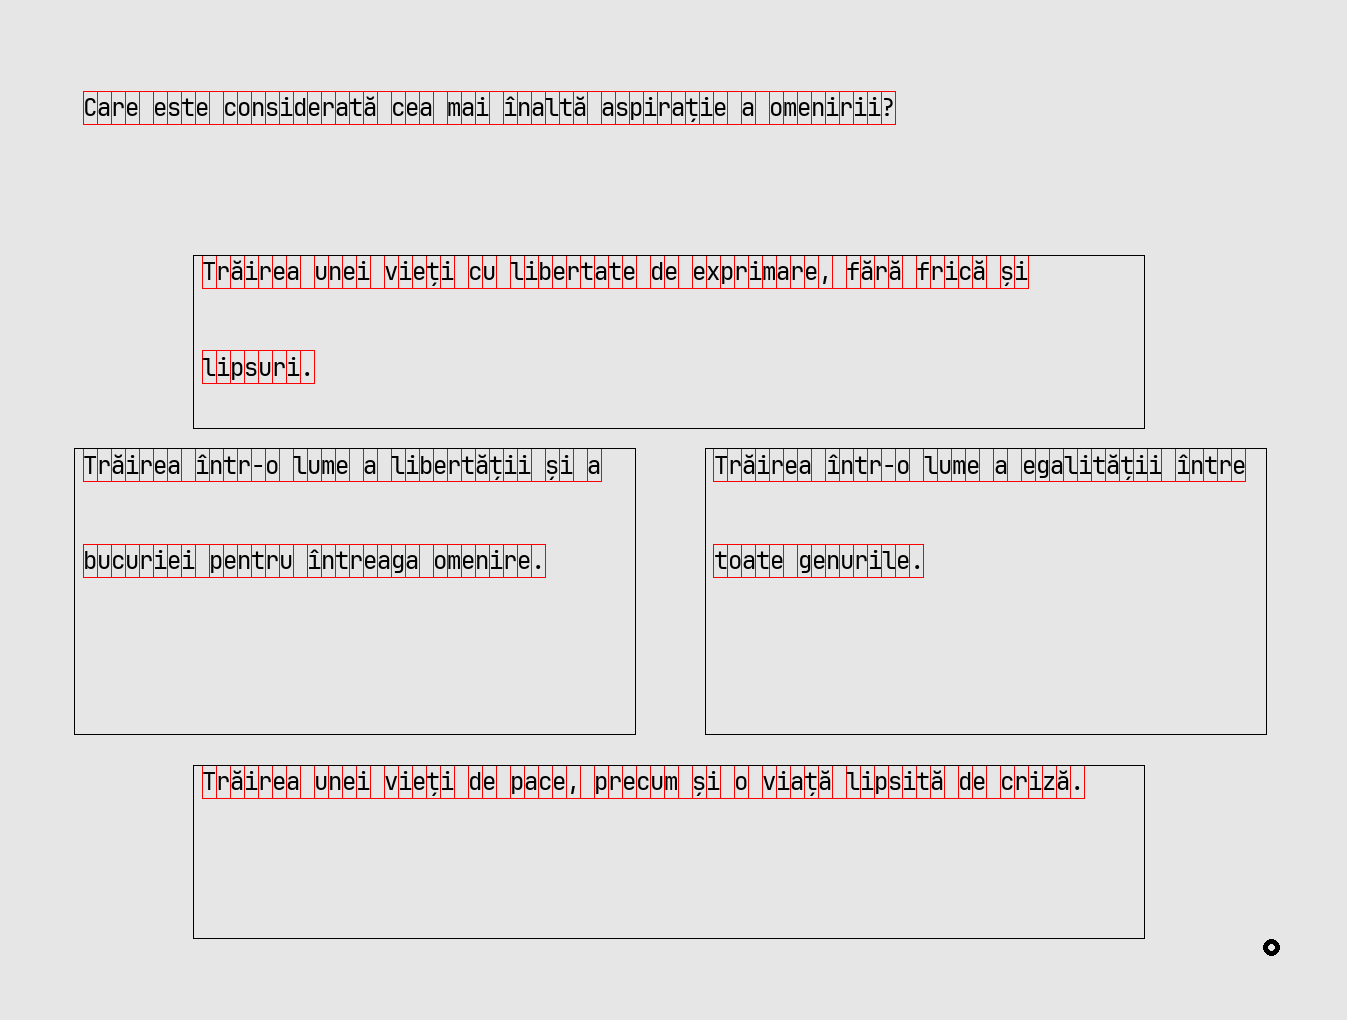 Care este considerată cea mai înaltă aspirație a omenirii?
Trăirea unei vieți cu libertate de exprimare, fără frică și
lipsuri.
Trăirea într-o lume a libertății și a
bucuriei pentru întreaga omenire.
Trăirea într-o lume a egalității între
toate genurile.
Trăirea unei vieți de pace, precum și o viață lipsită de criză.